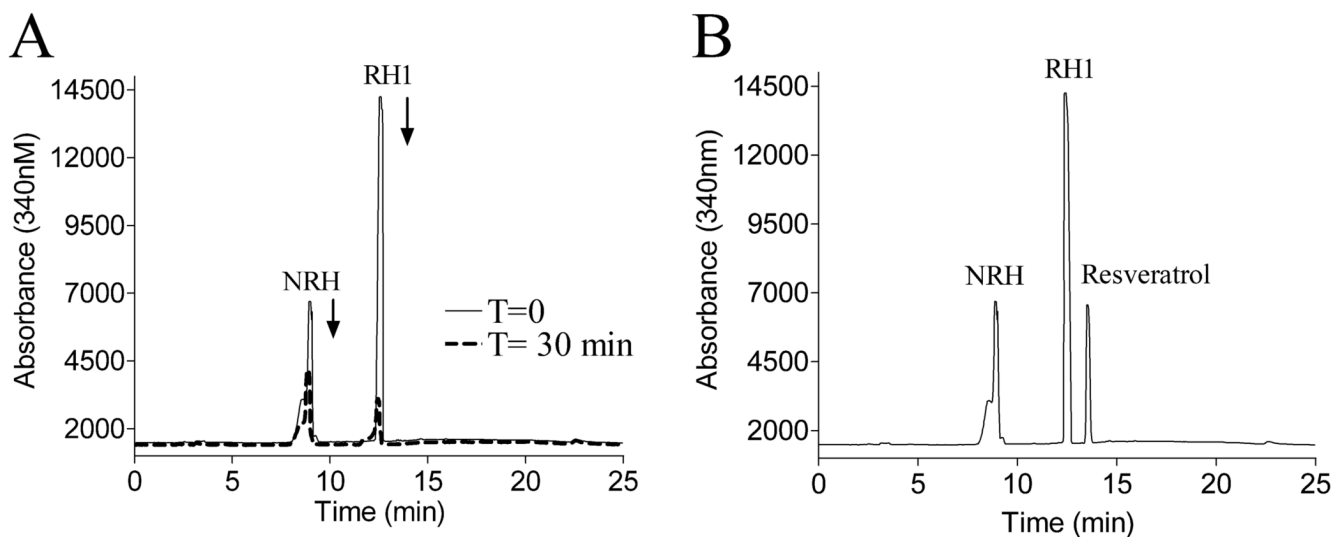 A
RH1
14500
12000
9500
7000
4500
2000
Absorbance (340nM)
NRH
T=0
T= 30 min
0
5
10
15
20
25
Time (min)
B
RH1
14500
12000
9500
7000
4500
2000
Absorbance (340nm)
NRH
Resveratrol
0
5
10
15
20
25
Time (min)